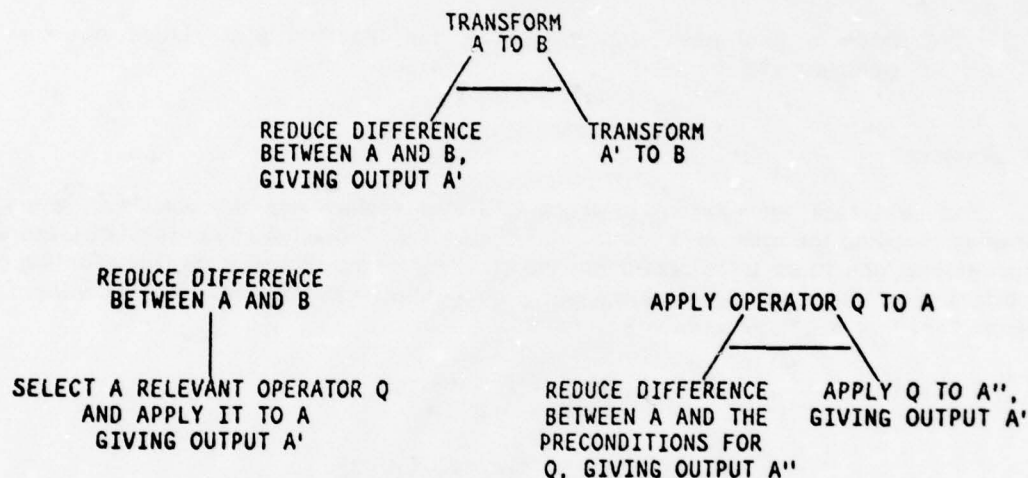 TRANSFORM
A TO B
REDUCE DIFFERENCE
BETWEEN A AND B,
GIVING OUTPUT A'
TRANSFORM
A' TO B
REDUCE DIFFERENCE
BETWEEN A AND B
SELECT A RELEVANT OPERATOR Q
AND APPLY IT TO A
GIVING OUTPUT A'
APPLY OPERATOR Q TO A
REDUCE DIFFERENCE
BETWEEN A AND THE
PRECONDITIONS FOR
Q, GIVING OUTPUT A''
APPLY Q TO A'',
GIVING OUTPUT A'